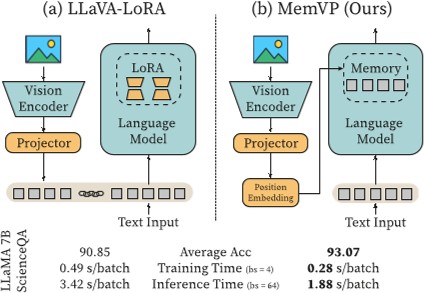 (a) LLaVA-LoRA
(b) MemVP (Ours)
LoRA
Memory
Vision
Encoder
Language
Model
Projector
Vision
Encoder
Language
Model
Projector
Position
Embedding
Text Input
Text Input
LLaMA 7B
ScienceQA
90.85 Average Acc 93.07
0.49 s/batch Training Time (bs = 4) 0.28 s/batch
3.42 s/batch Inference Time (bs = 64) 1.88 s/batch